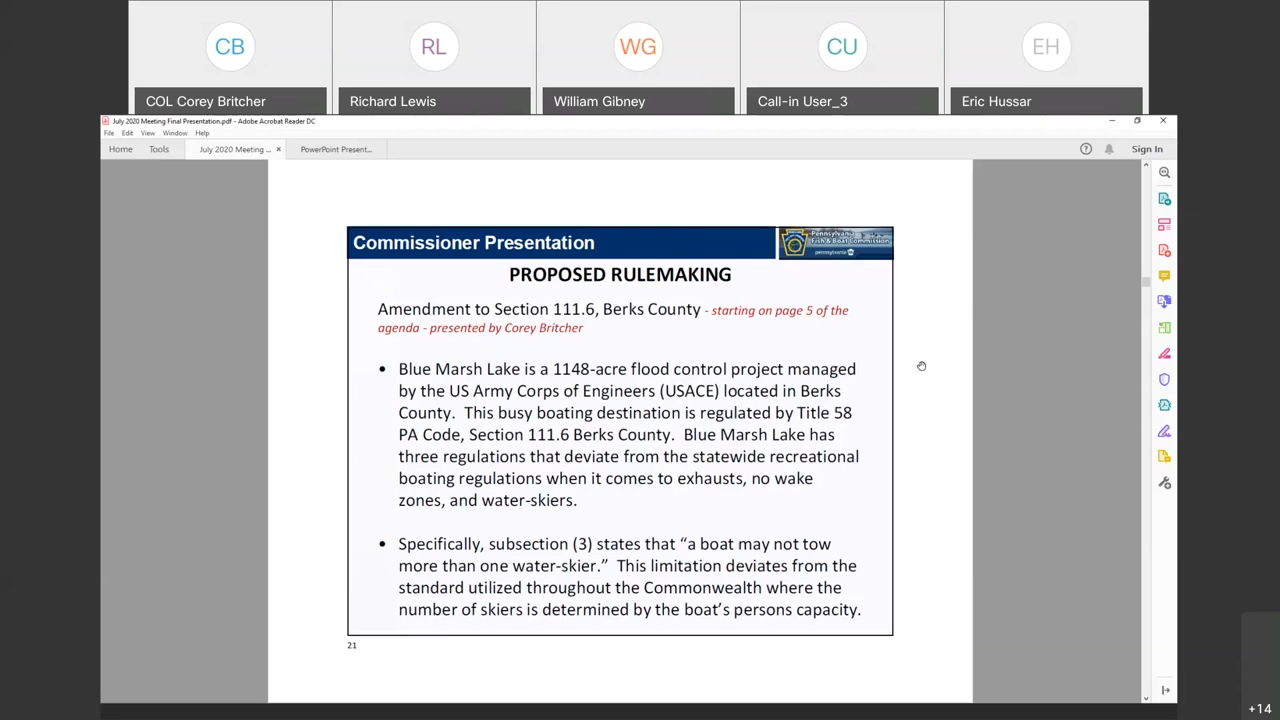 CB
RL
WG
CU
EH
COL Corey Britcher
Richard Lewis
William Gibney
Call-in User_3
Eric Hussar
July 2020 Meeting Final Presentation.pdf - Adobe Acrobat Reader DC
File Edit View Window Help
Home Tools July 2020 Meeting ... × PowerPoint Present... Sign In
Commissioner Presentation
Pennsylvania
Fish & Boat Commission
pennsylvania
PROPOSED RULEMAKING
Amendment to Section 111.6, Berks County - starting on page 5 of the
agenda - presented by Corey Britcher
• Blue Marsh Lake is a 1148-acre flood control project managed
by the US Army Corps of Engineers (USACE) located in Berks
County. This busy boating destination is regulated by Title 58
PA Code, Section 111.6 Berks County. Blue Marsh Lake has
three regulations that deviate from the statewide recreational
boating regulations when it comes to exhausts, no wake
zones, and water-skiers.
• Specifically, subsection (3) states that “a boat may not tow
more than one water-skier.” This limitation deviates from the
standard utilized throughout the Commonwealth where the
number of skiers is determined by the boat’s persons capacity.
21
+14